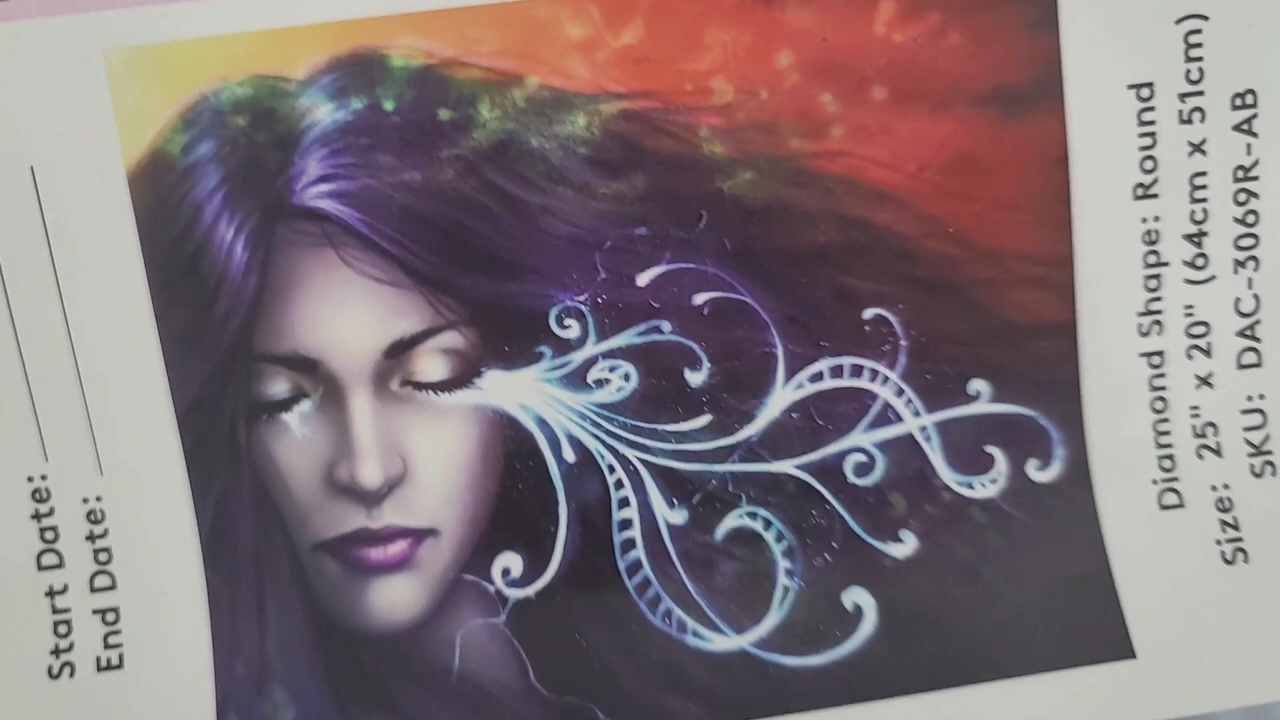 Start Date:
End Date:
Diamond Shape: Round
Size: 25" x 20" (64cm x 51cm)
SKU: DAC-3069R-AB